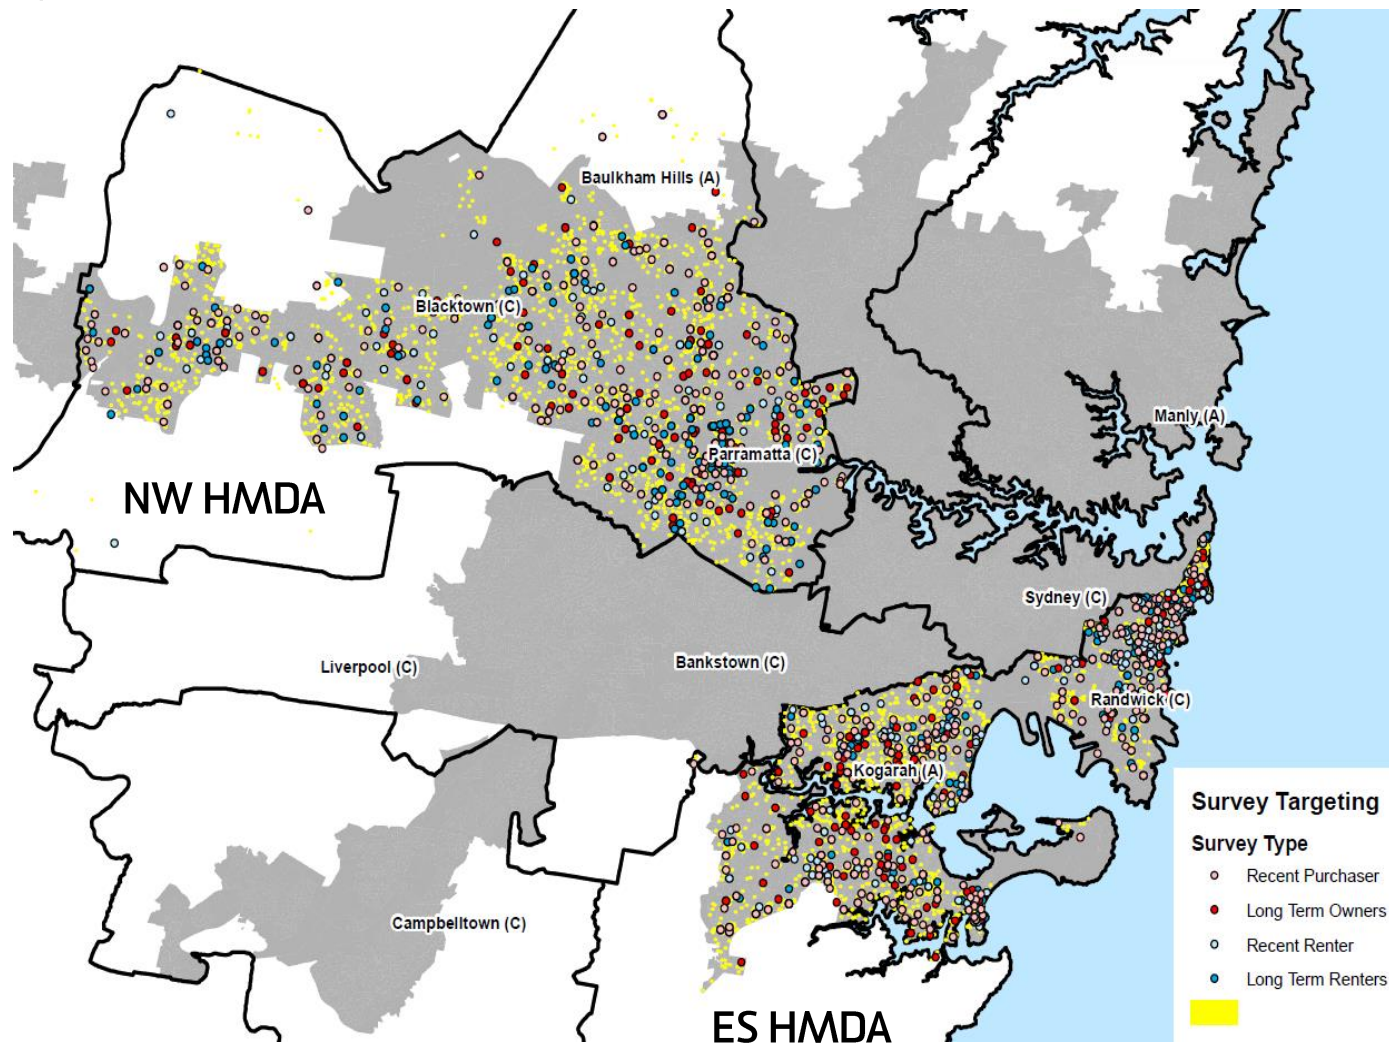 Baulkham Hills (A)
Blacktown (C)
Manly (A)
Parramatta (C)
NW HMDA
Sydney (C)
Liverpool (C)
Bankstown (C)
Randwick (C)
Kogarah (A)
Campbelltown (C)
ES HMDA
Survey Targeting
Survey Type
Recent Purchaser
Long Term Owners
Recent Renter
Long Term Renters